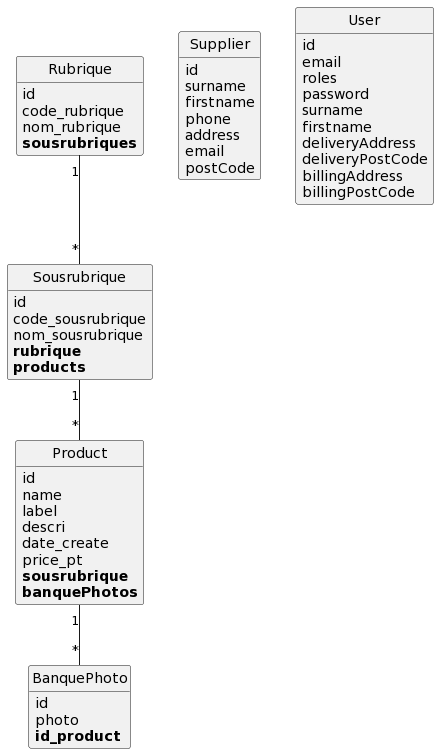 Rubrique
id
code_rubrique
nom_rubrique
sousrubriques
1
*
Sousrubrique
id
code_sousrubrique
nom_sousrubrique
rubrique
products
1
*
Product
id
name
label
descri
date_create
price_pt
sousrubrique
banquePhotos
1
*
BanquePhoto
id
photo
id_product
Supplier
id
surname
firstname
phone
address
email
postCode
User
id
email
roles
password
surname
firstname
deliveryAddress
deliveryPostCode
billingAddress
billingPostCode